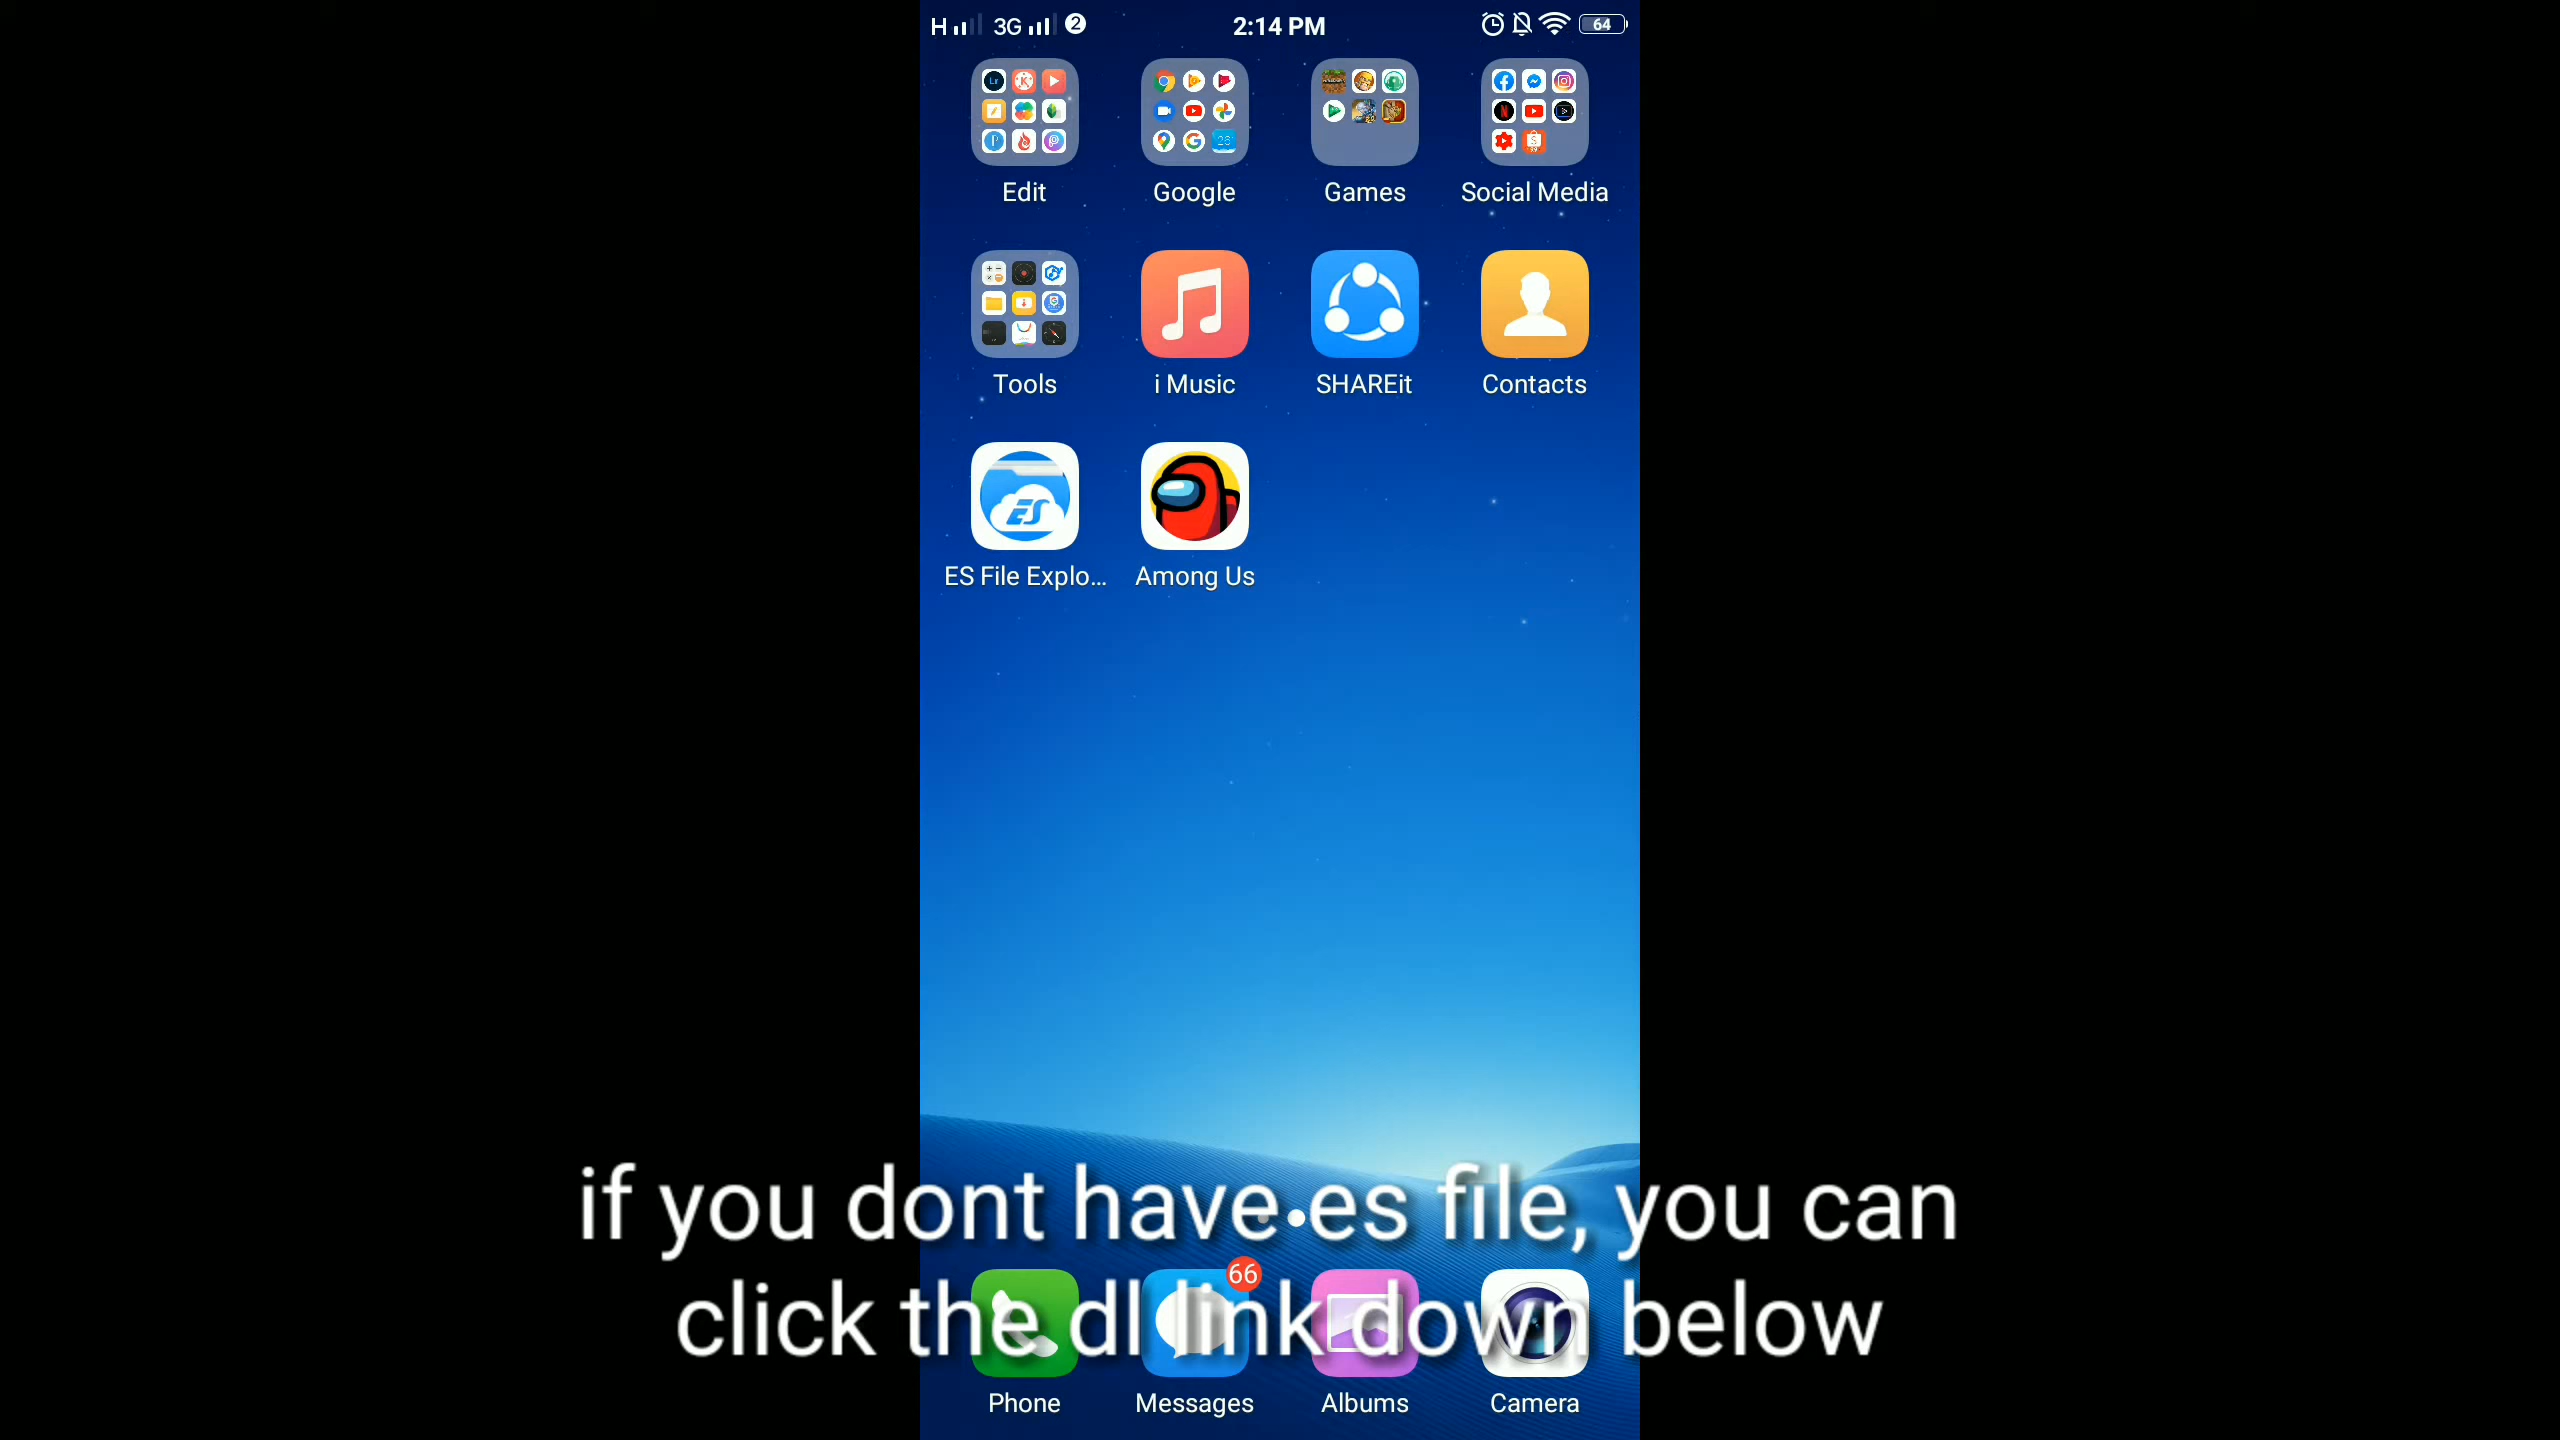 H 3G 2 2:14 PM 64
Edit Google Games Social Media
Tools i Music SHAREit Contacts
ES
ES File Explo... Among Us
if you dont have es file, you can
66
click the dl link down below
Phone Messages Albums Camera